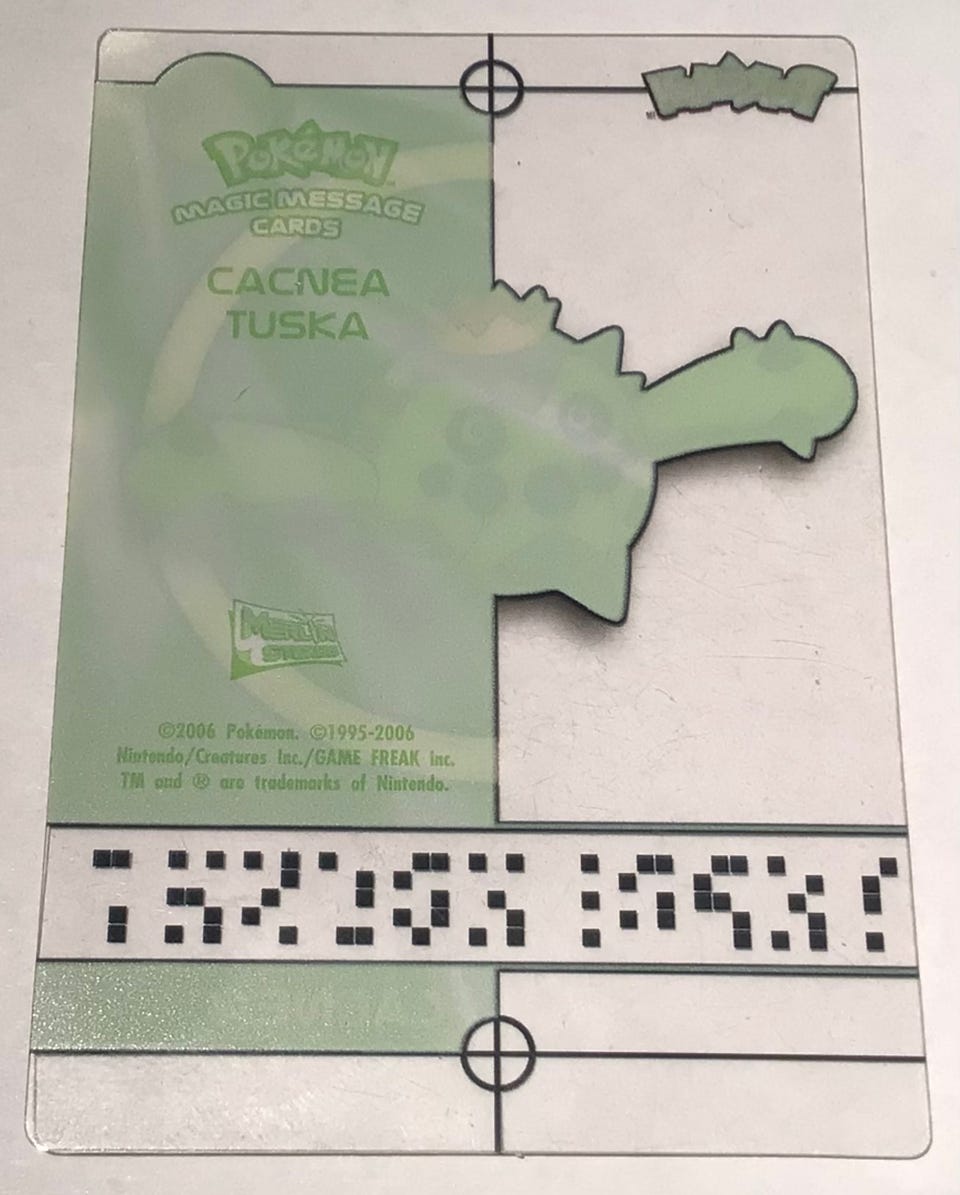 POKéMON
MAGIC MESSAGE
CARDS
CACNEA
TUSKA
MERLIN
©2006 Pokémon. ©1995-2006
Nintendo/Creatures Inc./GAME FREAK inc.
TM and ® are trademarks of Nintendo.